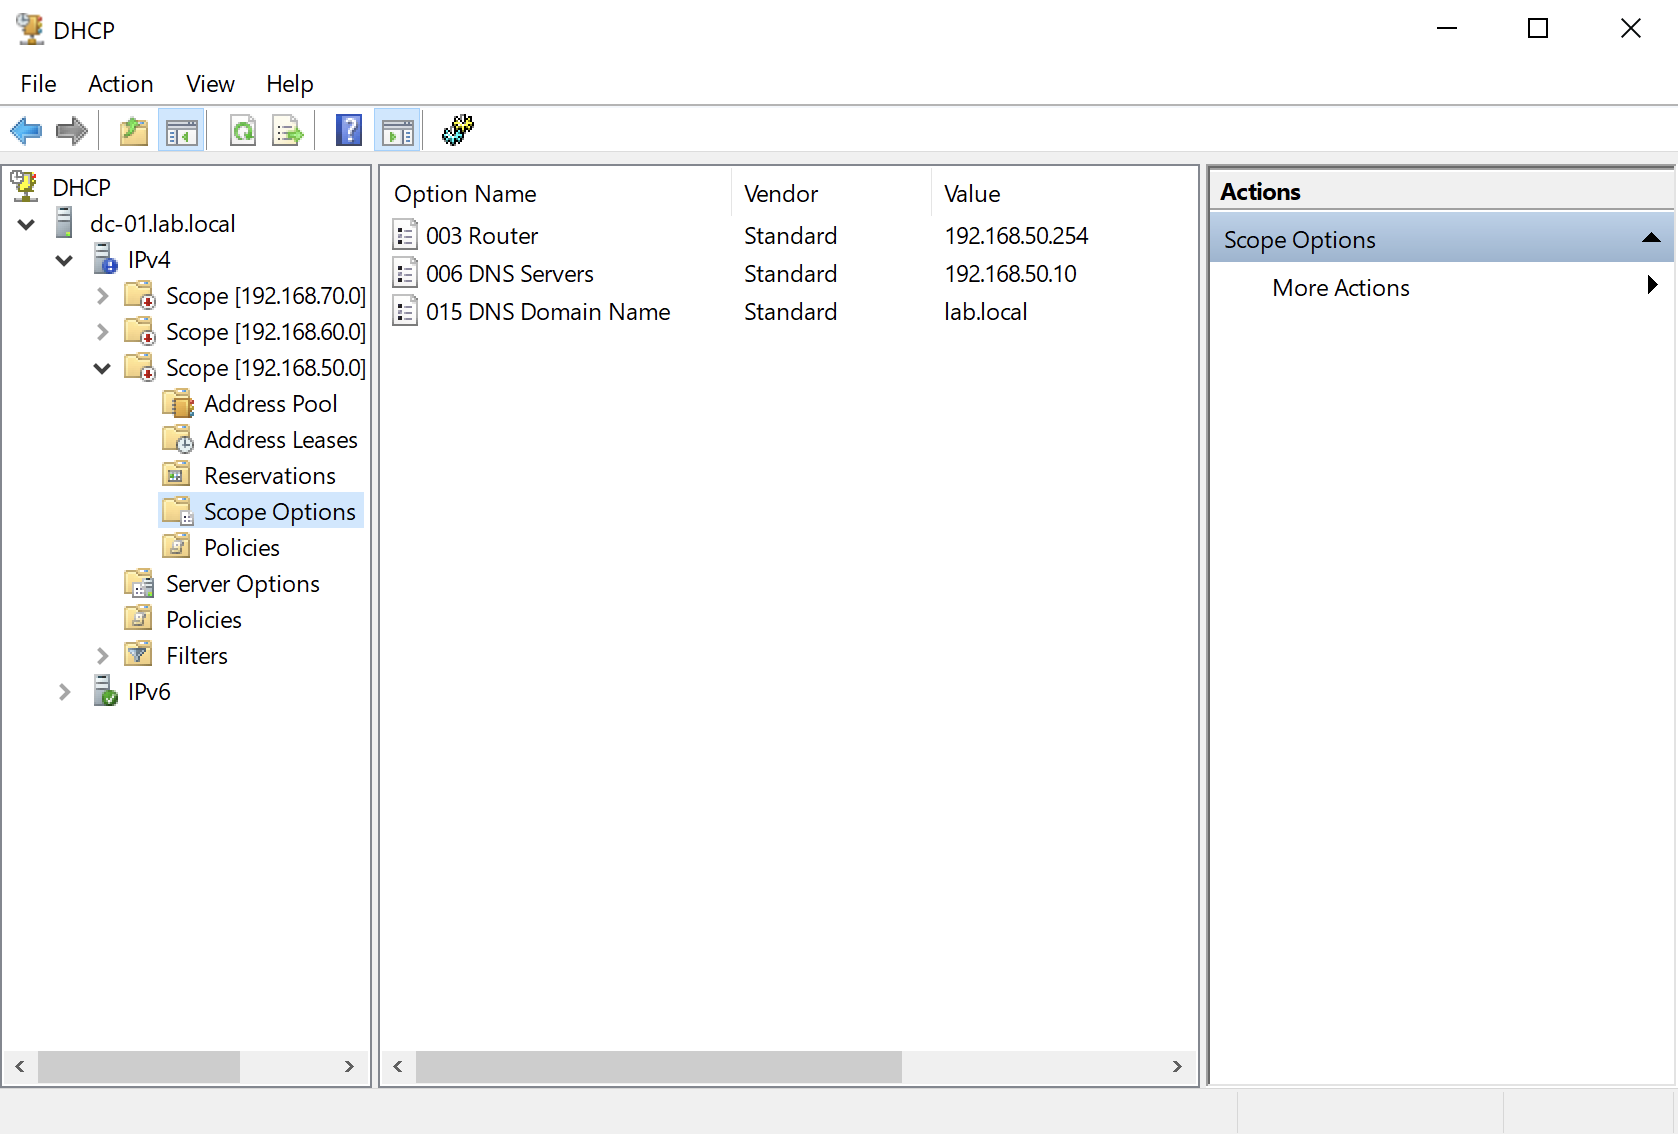 DHCP
File Action View Help
DHCP
dc-01.lab.local
IPv4
Scope [192.168.70.0]
Scope [192.168.60.0]
Scope [192.168.50.0]
Address Pool
Address Leases
Reservations
Scope Options
Policies
Server Options
Policies
Filters
IPv6
Option Name Vendor Value
003 Router Standard 192.168.50.254
006 DNS Servers Standard 192.168.50.10
015 DNS Domain Name Standard lab.local
Actions
Scope Options
More Actions